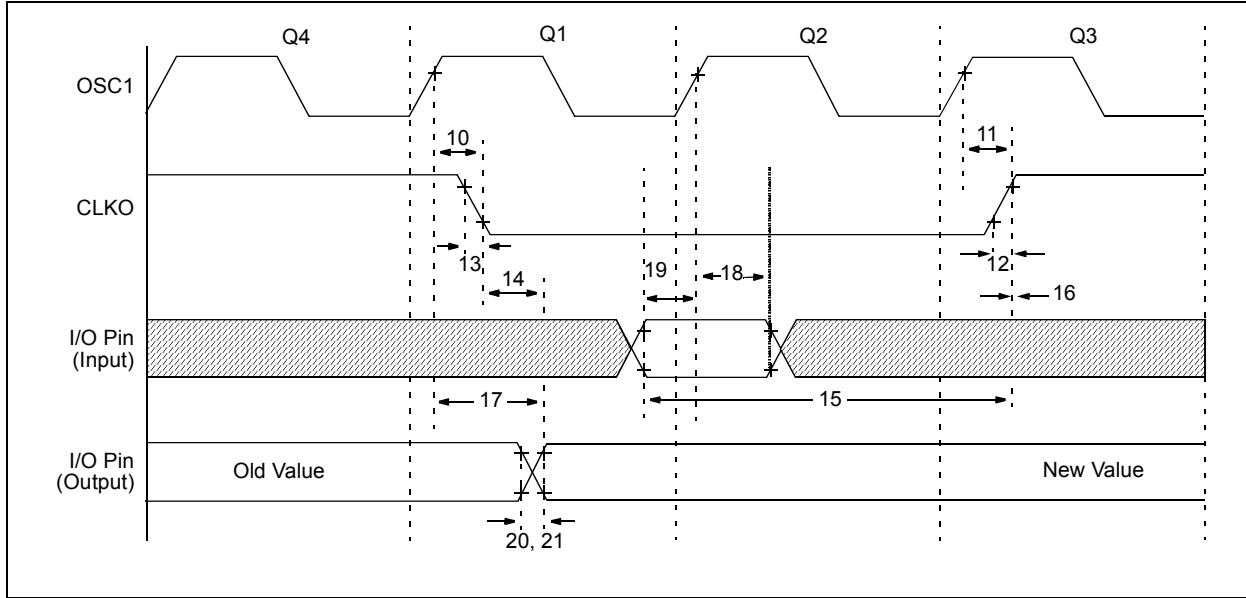 Q4
Q1
Q2
Q3
OSC1
10
11
CLKO
13
14
19
18
12
16
I/O Pin
(Input)
17
15
I/O Pin
(Output)
Old Value
New Value
20, 21